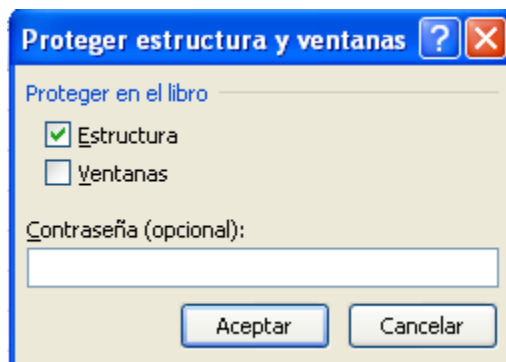 Proteger estructura y ventanas ?
Proteger en el libro
Estructura
Ventanas
Contraseña (opcional):
Aceptar Cancelar